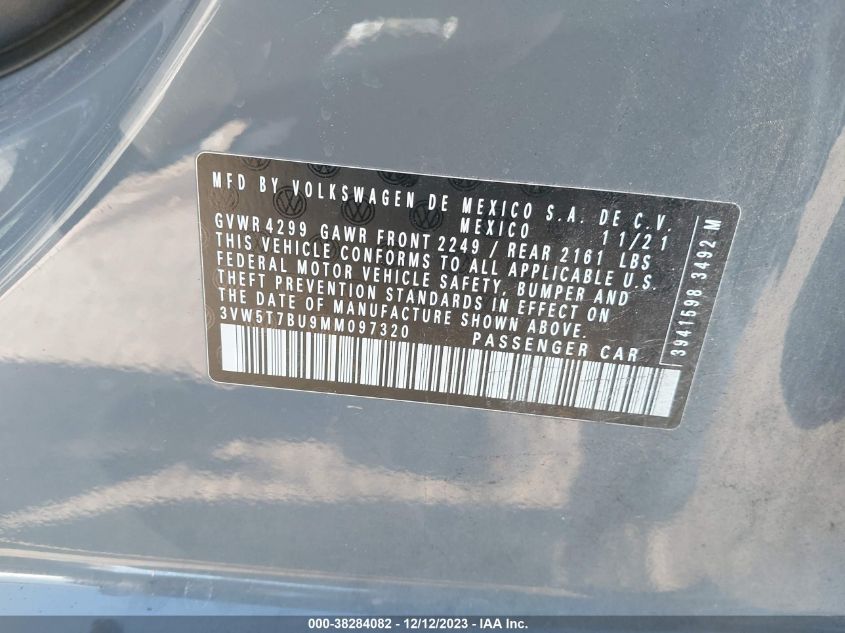 MFD BY VOLKSWAGEN DE MEXICO S.A. DE C.V.
MEXICO 11/21
GVWR 4299 GAWR FRONT 2249 / REAR 2161 LBS
THIS VEHICLE CONFORMS TO ALL APPLICABLE U.S.
FEDERAL MOTOR VEHICLE SAFETY, BUMPER AND
THEFT PREVENTION STANDARDS IN EFFECT ON
THE DATE OF MANUFACTURE SHOWN ABOVE.
3VW5T7BU9MM097320 PASSENGER CAR
3941598 3492 M
000-38284082 - 12/12/2023 - IAA Inc.